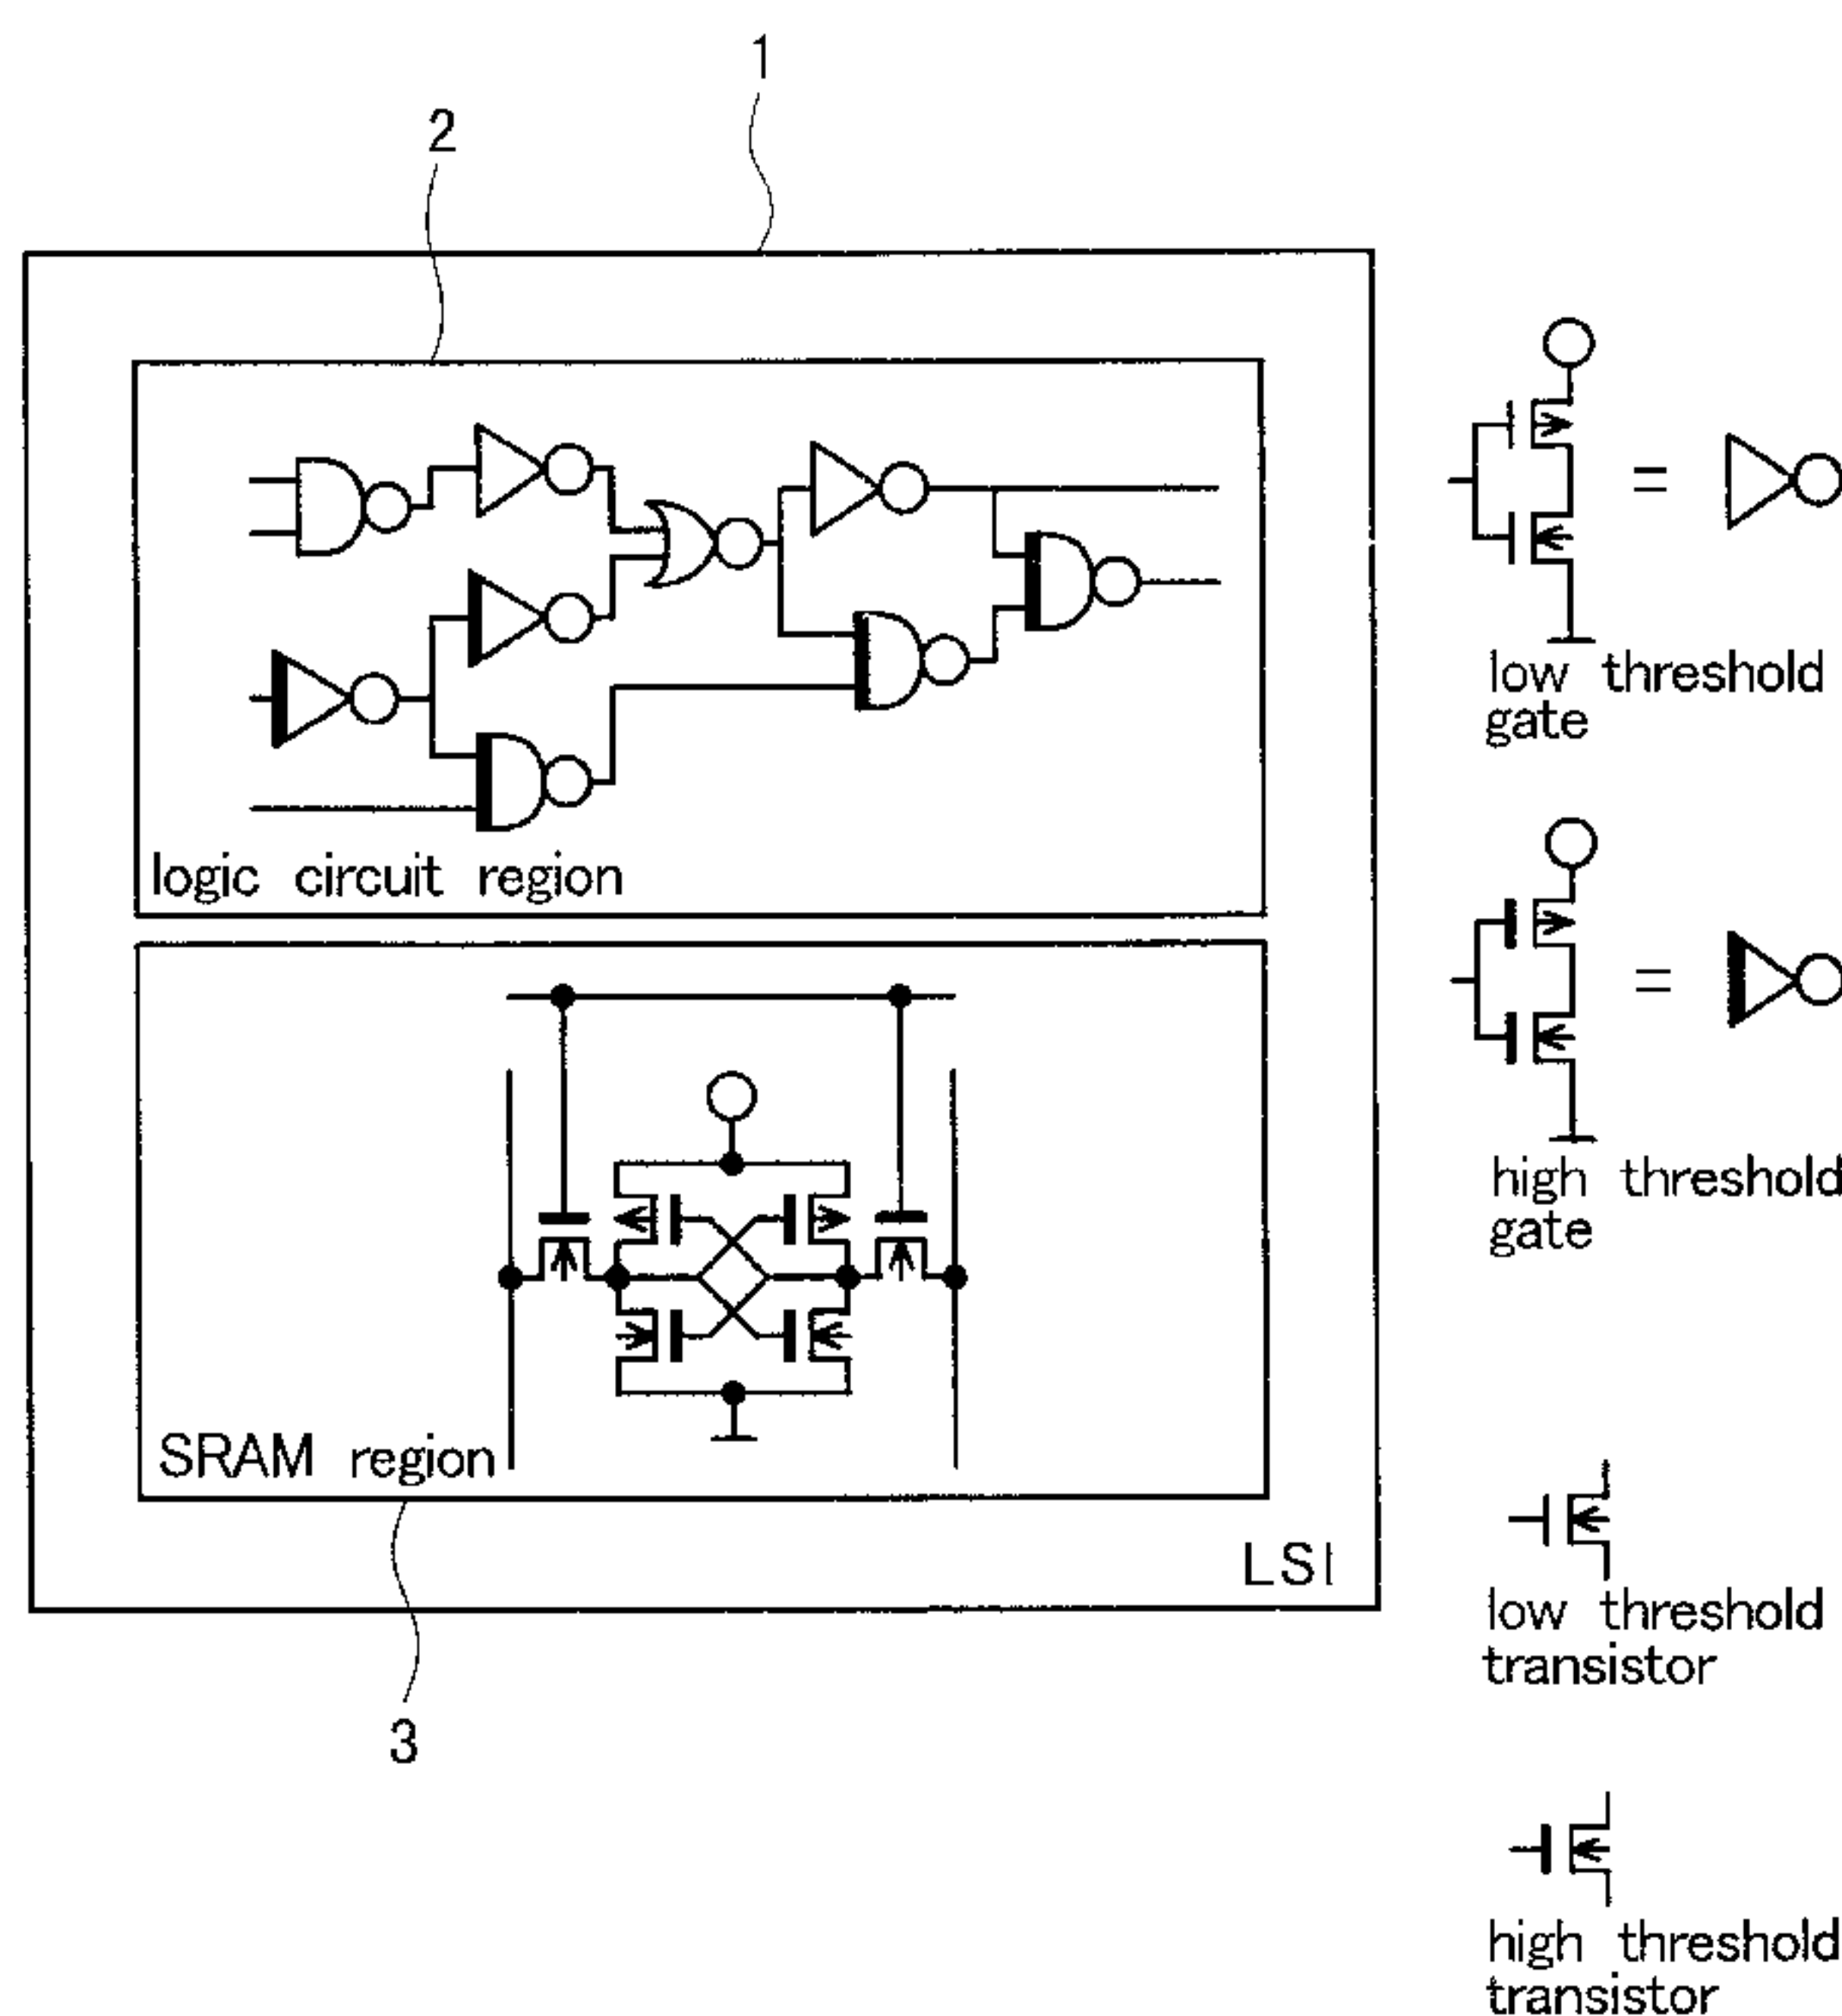 1
2
low threshold
gate
logic circuit region
high threshold
gate
SRAM region
LSI
low threshold
transistor
3
high threshold
transistor